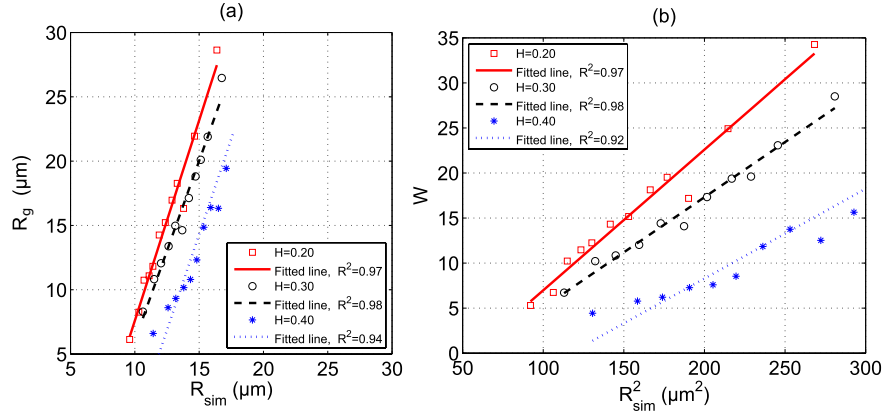 (a)
30
25
20
15
10
5
5
10
15
20
25
30
R_g (μm)
R_sim (μm)
H=0.20
Fitted line, R²=0.97
H=0.30
Fitted line, R²=0.98
H=0.40
Fitted line, R²=0.94
(b)
35
30
25
20
15
10
5
0
50
100
150
200
250
300
W
R²_sim (μm²)
H=0.20
Fitted line, R²=0.97
H=0.30
Fitted line, R²=0.98
H=0.40
Fitted line, R²=0.92